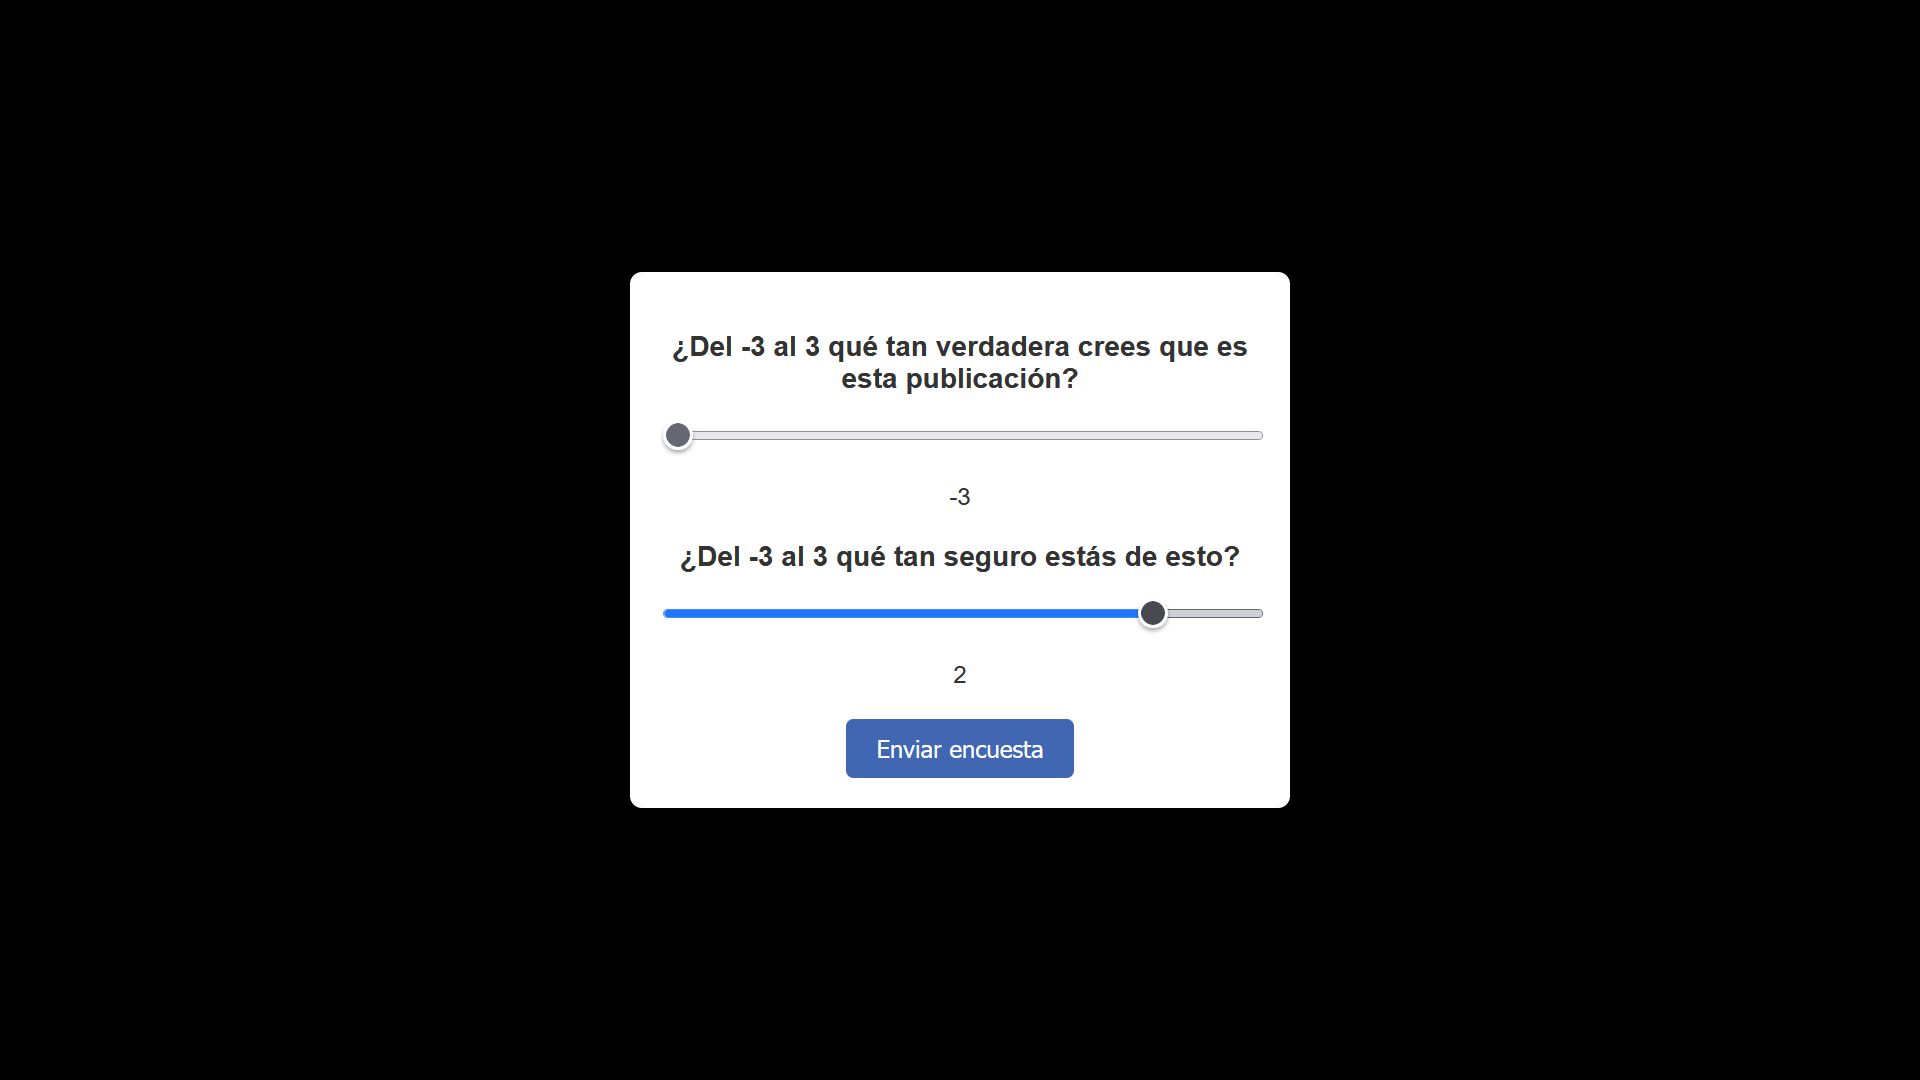 ¿Del -3 al 3 qué tan verdadera crees que es
esta publicación?
-3
¿Del -3 al 3 qué tan seguro estás de esto?
2
Enviar encuesta